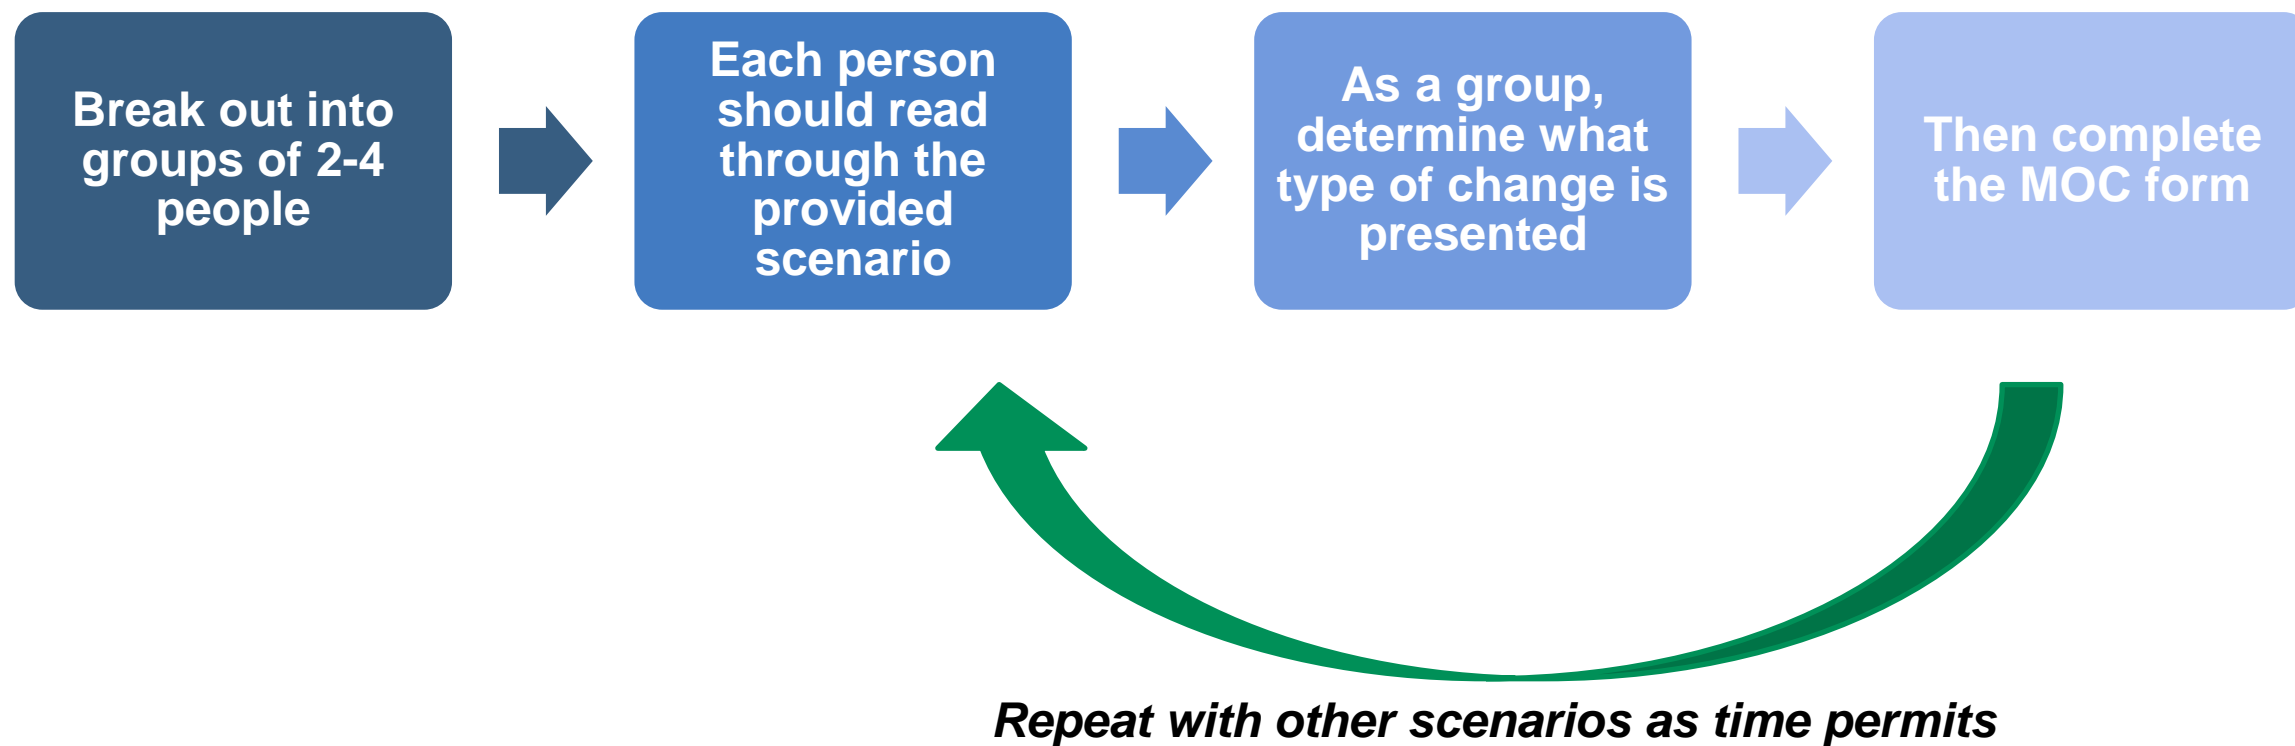 Break out into
groups of 2-4
people
Each person
should read
through the
provided
scenario
As a group,
determine what
type of change is
presented
Then complete
the MOC form
Repeat with other scenarios as time permits